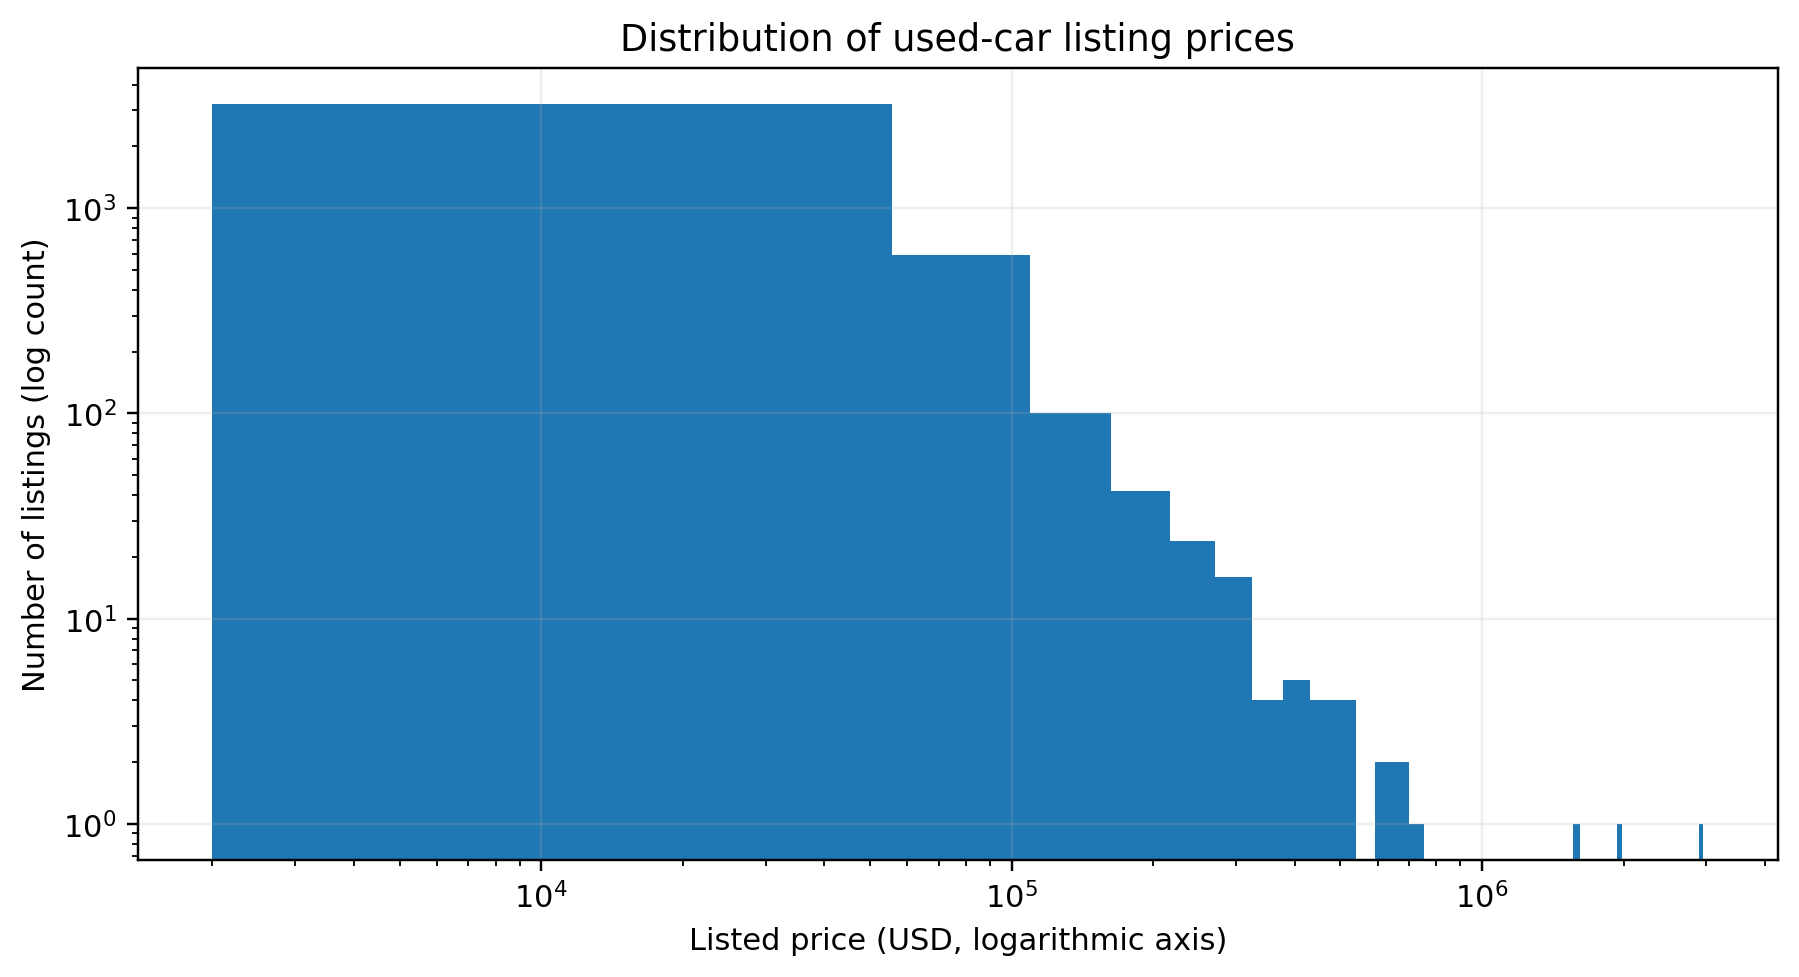 Distribution of used-car listing prices
Number of listings (log count)
10³
10²
10¹
10⁰
10⁴
10⁵
10⁶
Listed price (USD, logarithmic axis)